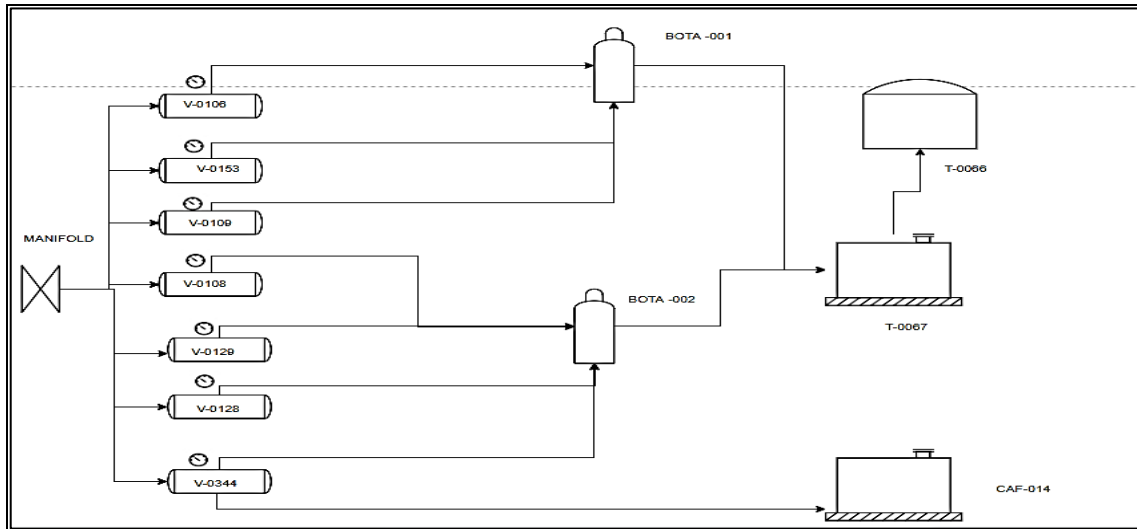 BOTA -001
V-0106
V-0153
T-0066
V-0109
MANIFOLD
V-0108
BOTA -002
T-0067
V-0129
V-0128
V-0344
CAF-014